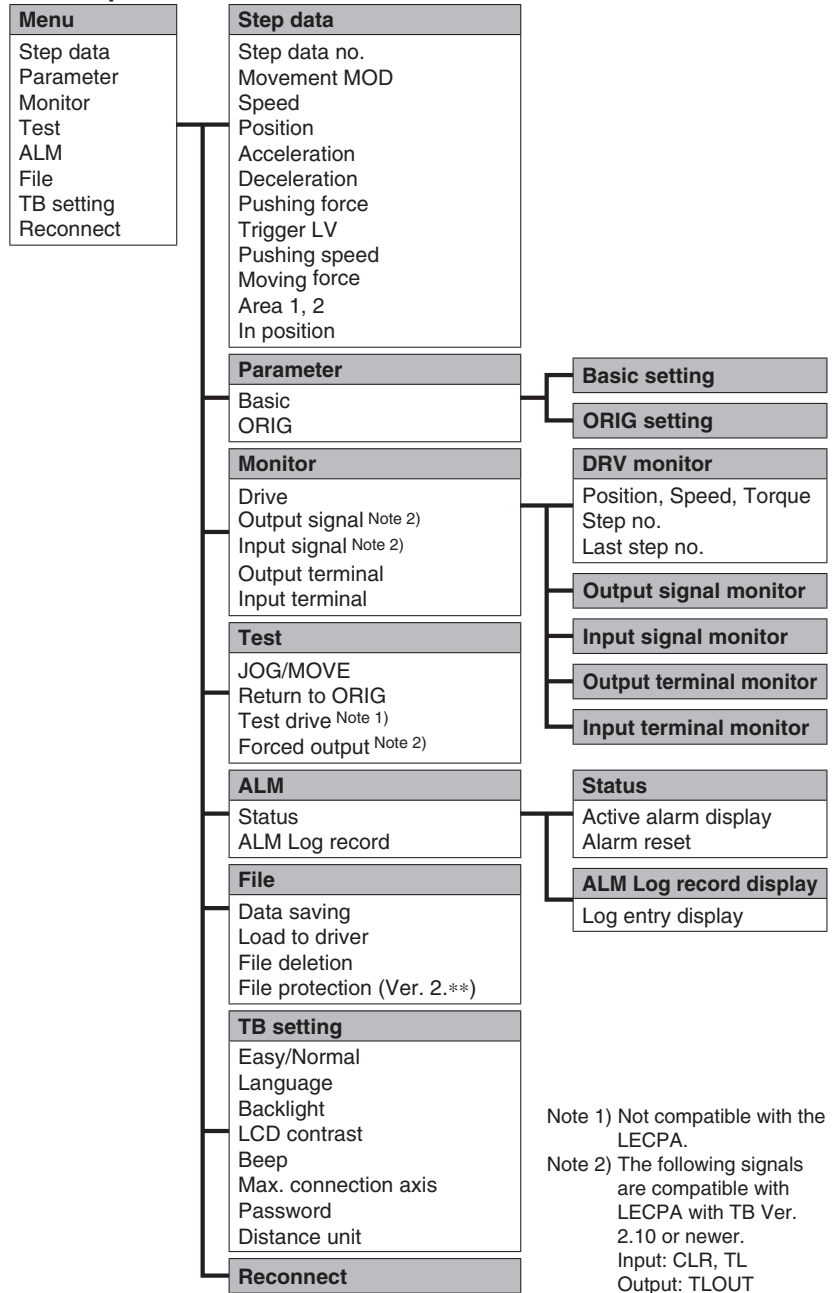 Menu
Step data
Parameter
Monitor
Test
ALM
File
TB setting
Reconnect
Step data
Step data no.
Movement MOD
Speed
Position
Acceleration
Deceleration
Pushing force
Trigger LV
Pushing speed
Moving force
Area 1, 2
In position
Parameter
Basic
ORIG
Basic setting
ORIG setting
Monitor
Drive
Output signal Note 2)
Input signal Note 2)
Output terminal
Input terminal
DRV monitor
Position, Speed, Torque
Step no.
Last step no.
Output signal monitor
Input signal monitor
Output terminal monitor
Input terminal monitor
Test
JOG/MOVE
Return to ORIG
Test drive Note 1)
Forced output Note 2)
ALM
Status
ALM Log record
Status
Active alarm display
Alarm reset
ALM Log record display
Log entry display
File
Data saving
Load to driver
File deletion
File protection (Ver. 2.**)
TB setting
Easy/Normal
Language
Backlight
LCD contrast
Beep
Max. connection axis
Password
Distance unit
Reconnect
Note 1) Not compatible with the
LECPA.
Note 2) The following signals
are compatible with
LECPA with TB Ver.
2.10 or newer.
Input: CLR, TL
Output: TLOUT